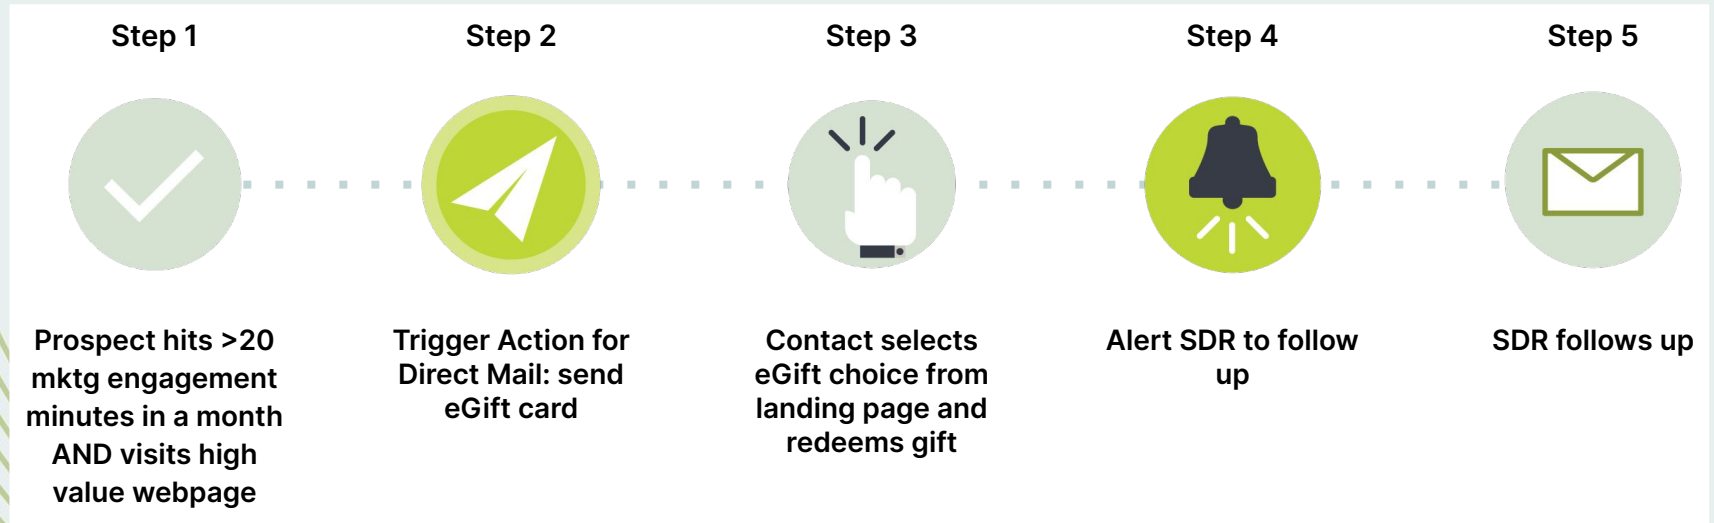 Step 1
Step 2
Step 3
Step 4
Step 5
Prospect hits >20
mktg engagement
minutes in a month
AND visits high
value webpage
Trigger Action for
Direct Mail: send
eGift card
Contact selects
eGift choice from
landing page and
redeems gift
Alert SDR to follow
up
SDR follows up